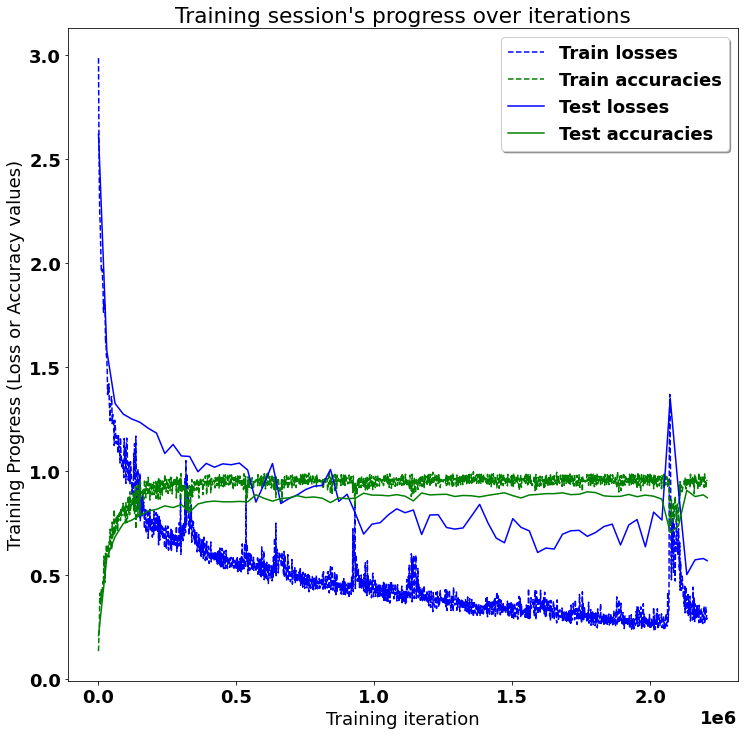 Training session's progress over iterations
Train losses
Train accuracies
Test losses
Test accuracies
Training Progress (Loss or Accuracy values)
3.0
2.5
2.0
1.5
1.0
0.5
0.0
0.0 0.5 1.0 1.5 2.0
1e6
Training iteration